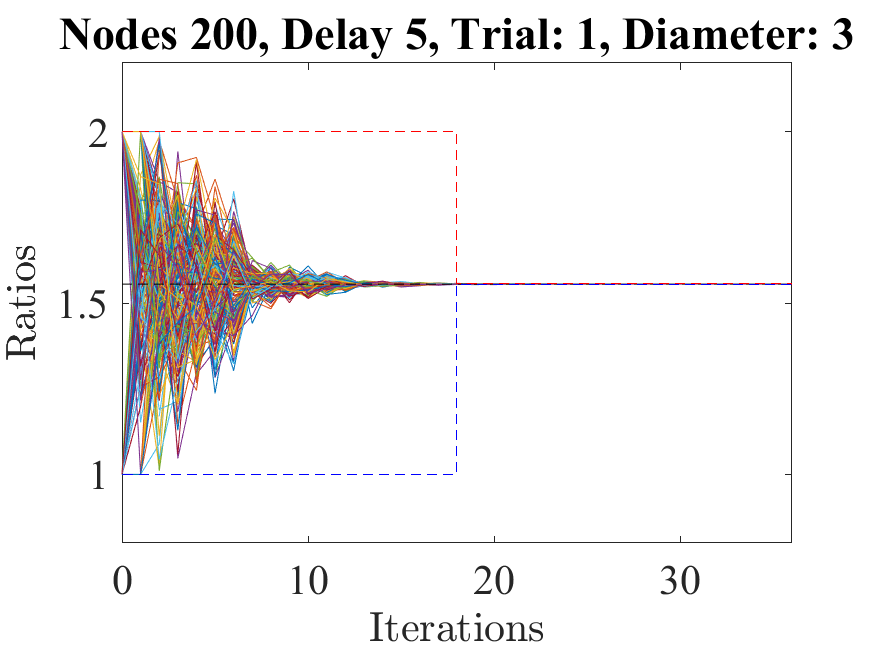 Nodes 200, Delay 5, Trial: 1, Diameter: 3
2
1.5
1
Ratios
0 10 20 30
Iterations